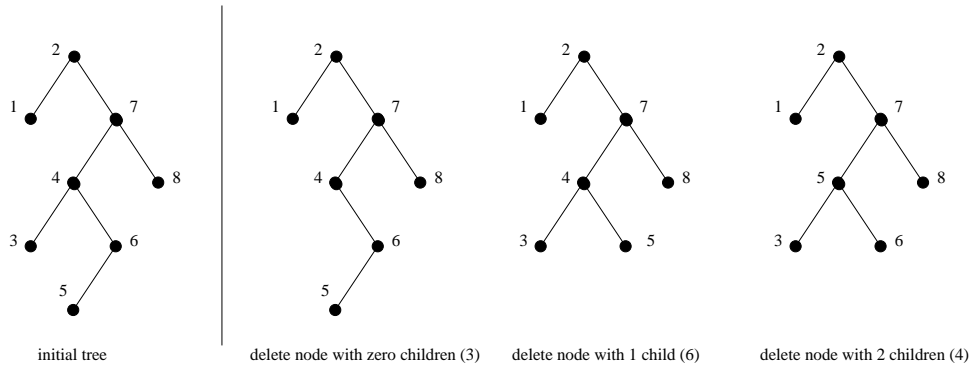 2 2 2 2
1 7 1 7 1 7 1 7
4 8 4 8 4 8 5 8
3 6 6 3 5 3 6
5 5
initial tree delete node with zero children (3) delete node with 1 child (6) delete node with 2 children (4)